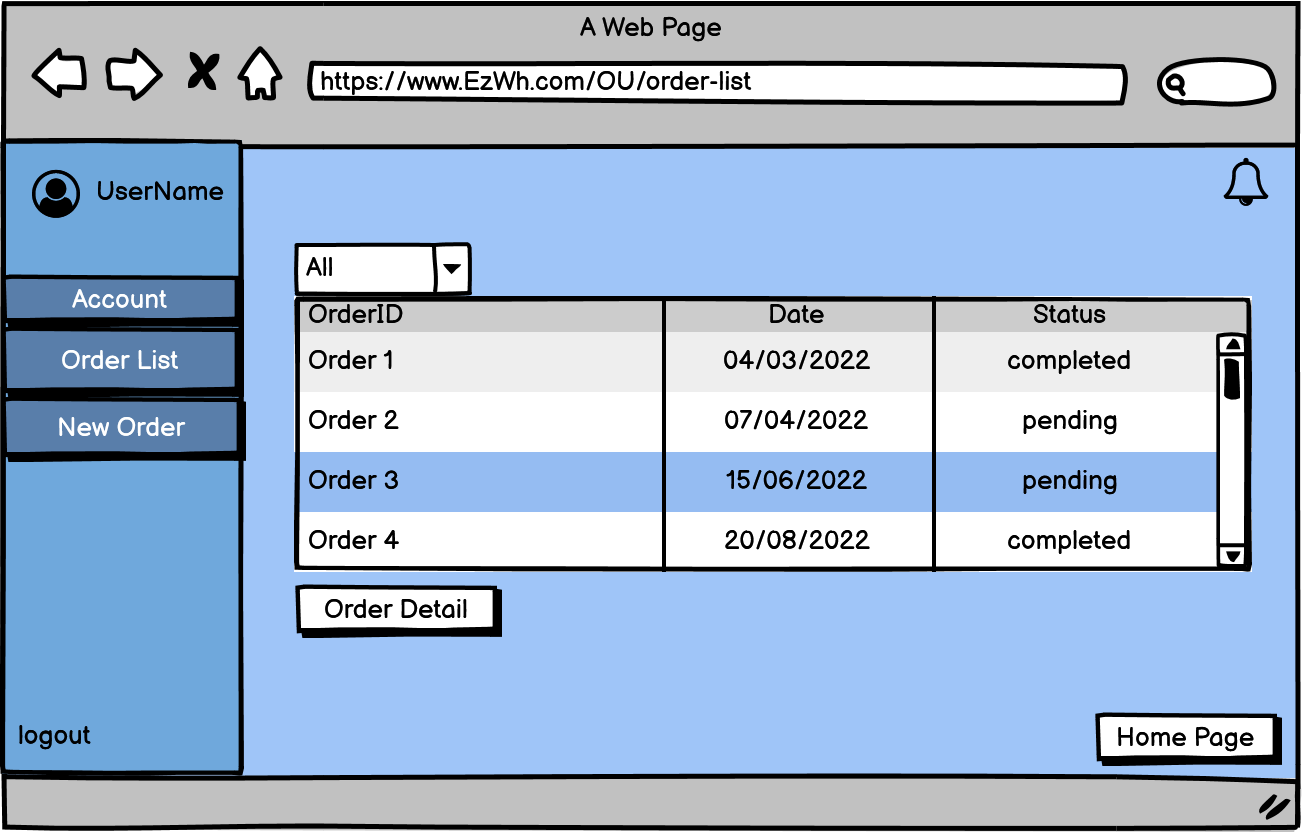 A Web Page
https://www.EzWh.com/OU/order-list
UserName
Account
Order List
New Order
logout
All
OrderID Date Status
Order 1 04/03/2022 completed
Order 2 07/04/2022 pending
Order 3 15/06/2022 pending
Order 4 20/08/2022 completed
Order Detail
Home Page